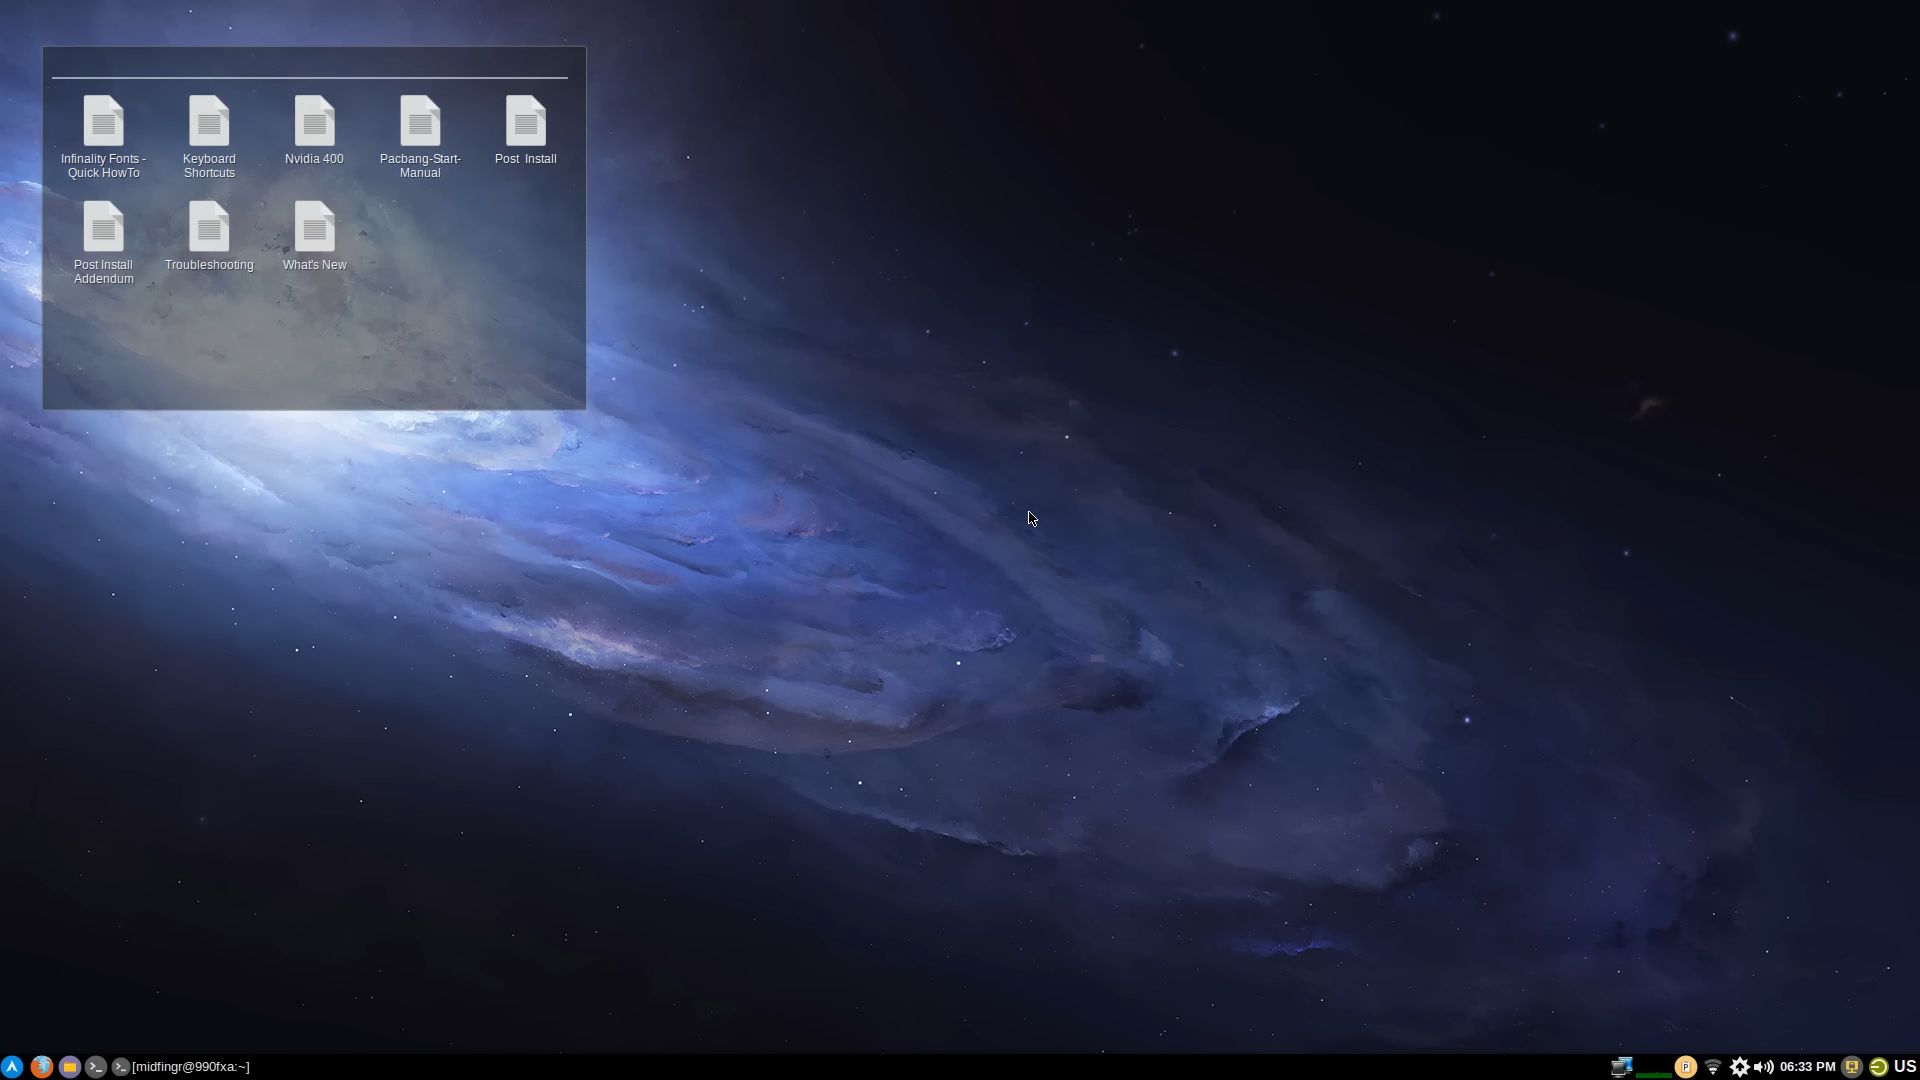 Infinality Fonts -
Quick HowTo
Keyboard
Shortcuts
Nvidia 400
Pacbang-Start-
Manual
Post Install
Post Install
Addendum
Troubleshooting
What's New
[midfingr@990fxa:~]
P
06:33 PM
US